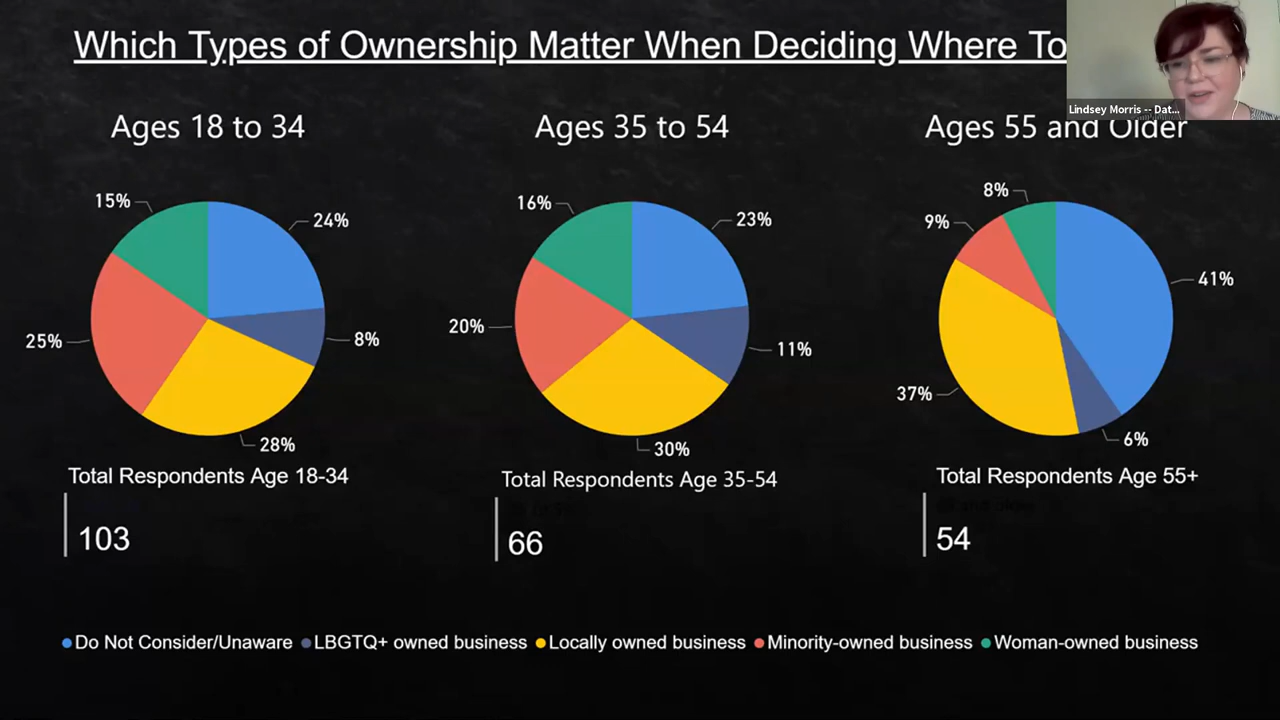 Which Types of Ownership Matter When Deciding Where To
Lindsey Morris -- Dat...
Ages 18 to 34
Ages 35 to 54
Ages 55 and Older
15%
24%
25%
8%
28%
16%
23%
20%
11%
30%
8%
9%
41%
37%
6%
Total Respondents Age 18-34
103
Total Respondents Age 35-54
66
Total Respondents Age 55+
54
Do Not Consider/Unaware LBGTQ+ owned business Locally owned business Minority-owned business Woman-owned business